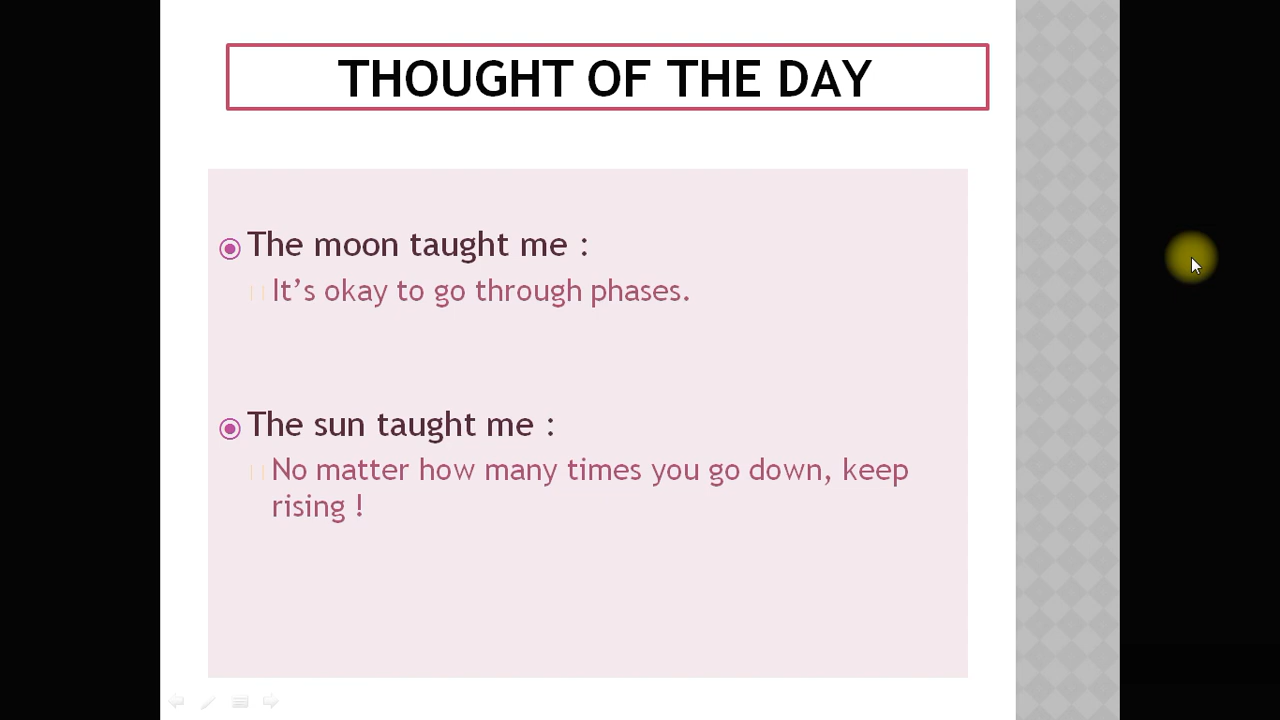 THOUGHT OF THE DAY
The moon taught me :
It’s okay to go through phases.
The sun taught me :
No matter how many times you go down, keep
rising !